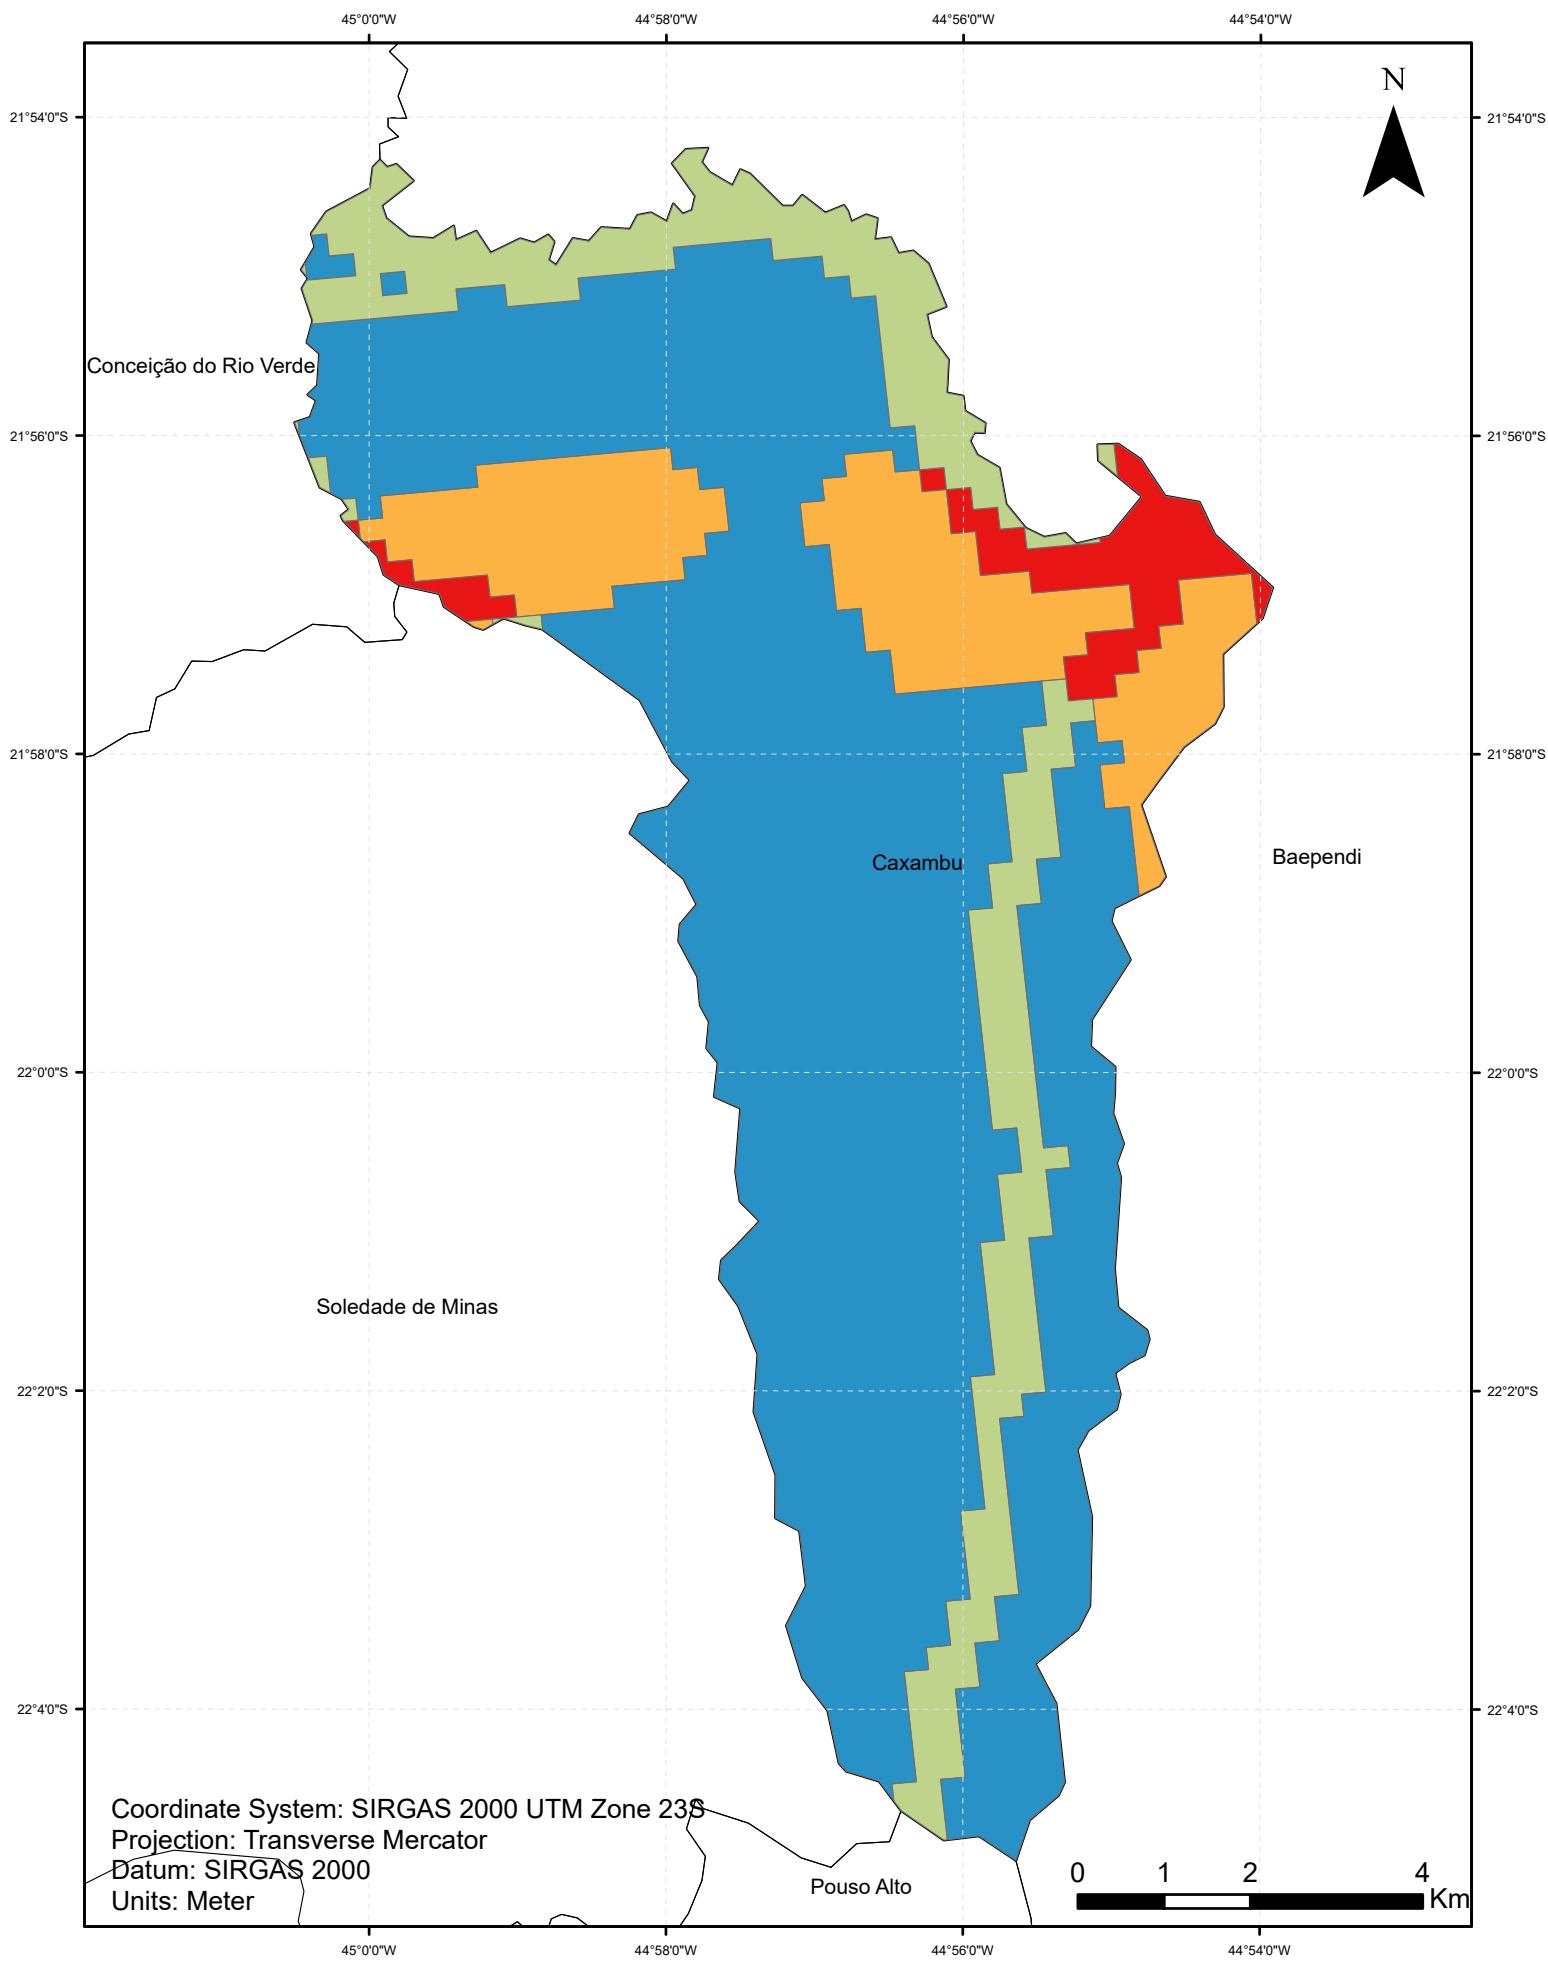 45°0'0"W 44°58'0"W 44°56'0"W 44°54'0"W
N
21°54'0"S 21°54'0"S
Conceição do Rio Verde
21°56'0"S 21°56'0"S
21°58'0"S 21°58'0"S
Caxambu Baependi
22°0'0"S 22°0'0"S
Soledade de Minas
22°2'0"S 22°2'0"S
22°4'0"S 22°4'0"S
Coordinate System: SIRGAS 2000 UTM Zone 23S
Projection: Transverse Mercator
Datum: SIRGAS 2000
Units: Meter
Pouso Alto
0 1 2 4
Km
45°0'0"W 44°58'0"W 44°56'0"W 44°54'0"W